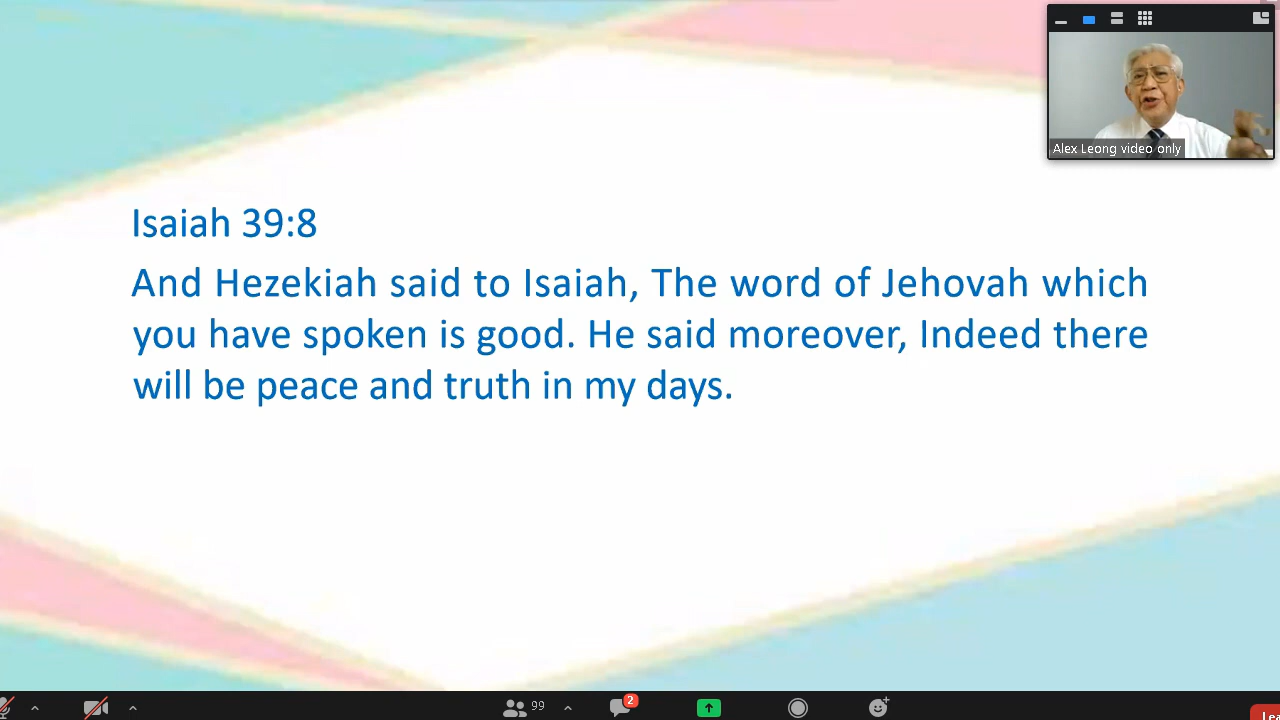 Alex Leong video only
Isaiah 39:8
And Hezekiah said to Isaiah, The word of Jehovah which
you have spoken is good. He said moreover, Indeed there
will be peace and truth in my days.
99
2